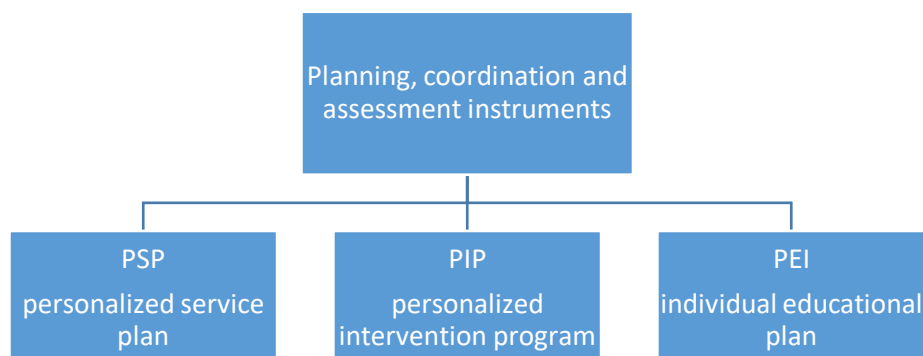 Planning, coordination and
assessment instruments
PSP
personalized service
plan
PIP
personalized
intervention program
PEI
individual educational
plan